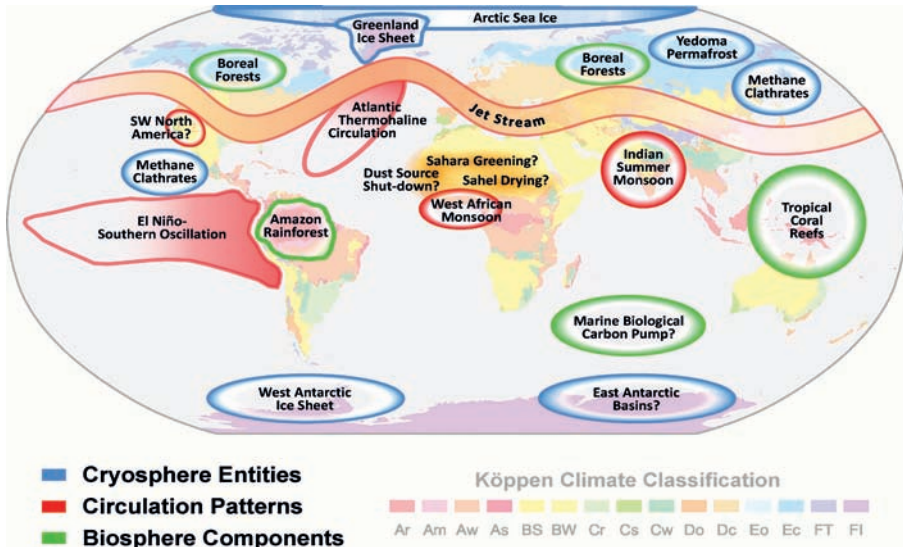 Arctic Sea Ice
Greenland
Ice Sheet
Yedoma
Permafrost
Boreal
Forests
Boreal
Forests
Methane
Clathrates
Atlantic
Thermohaline
Circulation
Jet Stream
SW North
America?
Methane
Clathrates
Sahara Greening?
Dust Source
Shut-down?
Sahel Drying?
Indian
Summer
Monsoon
West African
Monsoon
El Niño-
Southern Oscillation
Amazon
Rainforest
Tropical
Coral
Reefs
Marine Biological
Carbon Pump?
West Antarctic
Ice Sheet
East Antarctic
Basins?
Cryosphere Entities
Circulation Patterns
Biosphere Components
Köppen Climate Classification
Ar Am Aw As BS BW Cr Cs Cw Do Dc Eo Ec FT FI